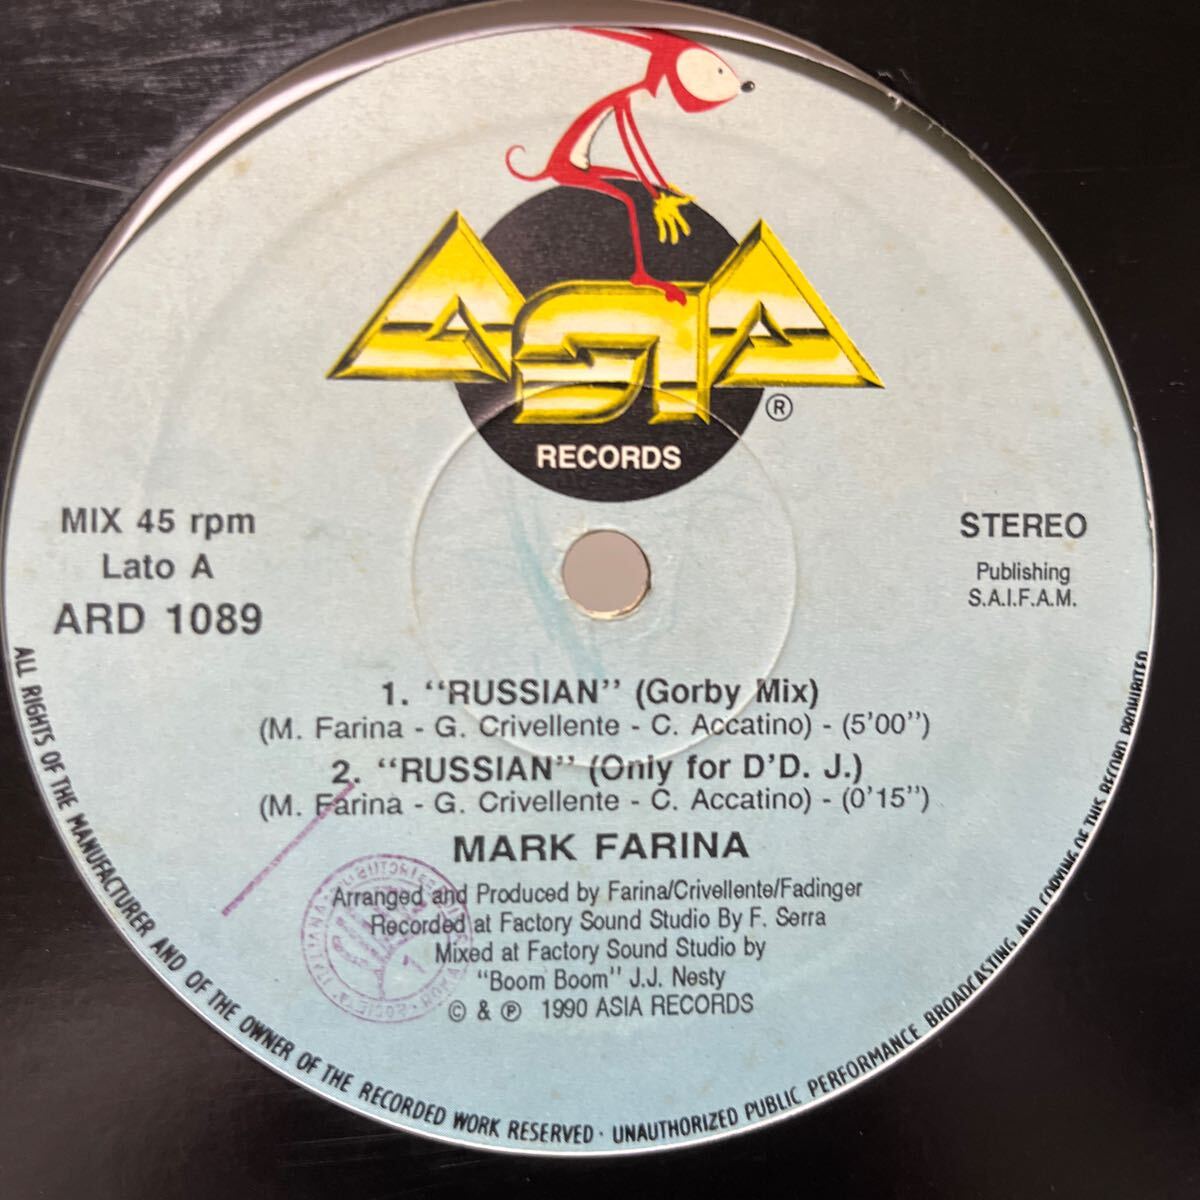 ASIA
®
RECORDS
MIX 45 rpm
Lato A
ARD 1089
STEREO
Publishing
S.A.I.F.A.M.
1. "RUSSIAN" (Gorby Mix)
(M. Farina - G. Crivellente - C. Accatino) - (5'00")
2. "RUSSIAN" (Only for D'D. J.)
(M. Farina - G. Crivellente - C. Accatino) - (0'15")
MARK FARINA
Arranged and Produced by Farina/Crivellente/Fadinger
Recorded at Factory Sound Studio By F. Serra
Mixed at Factory Sound Studio by
"Boom Boom" J.J. Nesty
© & ℗ 1990 ASIA RECORDS
ALL RIGHTS OF THE MANUFACTURER AND OF THE OWNER OF THE RECORDED WORK RESERVED · UNAUTHORIZED PUBLIC PERFORMANCE BROADCASTING AND COPYING OF THIS RECORD PROHIBITED